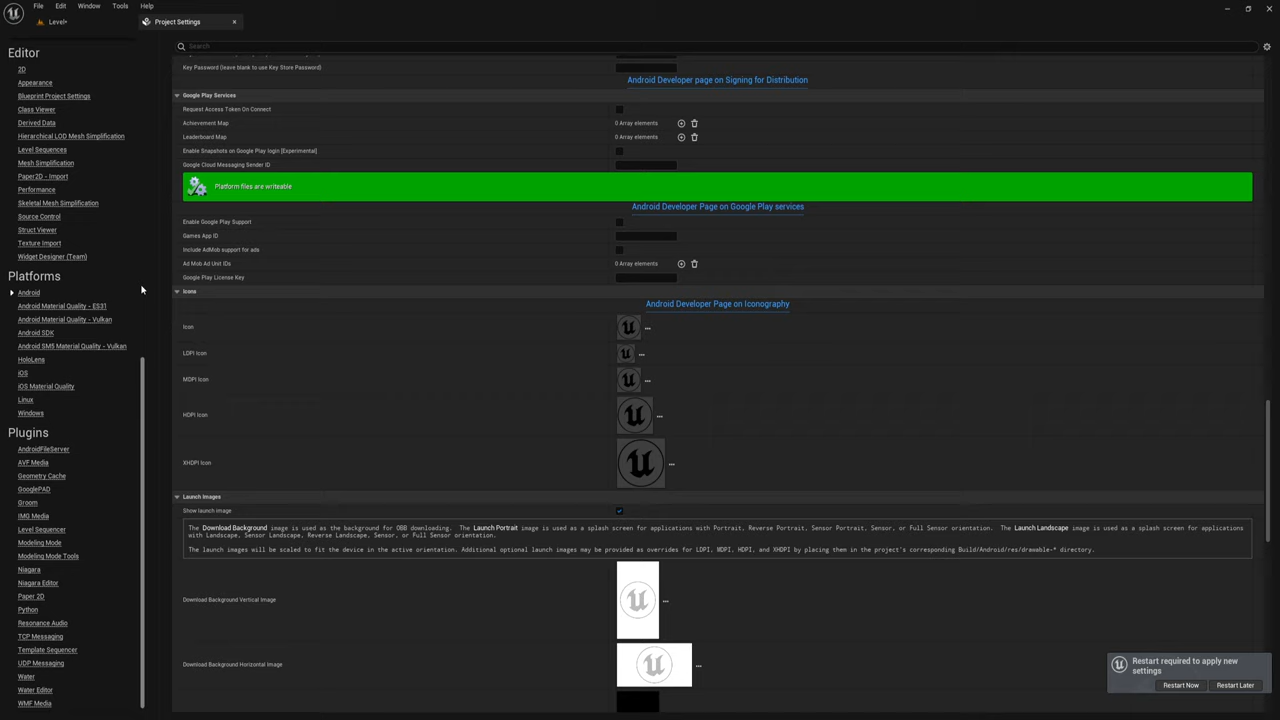 File Edit Window Tools Help
Level*
Project Settings
Search
Editor
2D
Appearance
Blueprint Project Settings
Class Viewer
Derived Data
Hierarchical LOD Mesh Simplification
Level Sequences
Mesh Simplification
Paper2D - Import
Performance
Skeletal Mesh Simplification
Source Control
Struct Viewer
Texture Import
Widget Designer (Team)
Platforms
Android
Android Material Quality - ES31
Android Material Quality - Vulkan
Android SDK
Android SM5 Material Quality - Vulkan
HoloLens
iOS
iOS Material Quality
Linux
Windows
Plugins
AndroidFileServer
AVF Media
Geometry Cache
GooglePAD
Groom
IMG Media
Level Sequencer
Modeling Mode
Modeling Mode Tools
Niagara
Niagara Editor
Paper 2D
Python
Resonance Audio
TCP Messaging
Template Sequencer
UDP Messaging
Water
Water Editor
WMF Media
Key Password (leave blank to use Key Store Password)
Android Developer page on Signing for Distribution
Google Play Services
Request Access Token On Connect
Achievement Map 0 Array elements
Leaderboard Map 0 Array elements
Enable Snapshots on Google Play login [Experimental]
Google Cloud Messaging Sender ID
Platform files are writeable
Android Developer Page on Google Play services
Enable Google Play Support
Games App ID
Include AdMob support for ads
Ad Mob Ad Unit IDs 0 Array elements
Google Play License Key
Icons
Android Developer Page on Iconography
Icon
LDPI Icon
MDPI Icon
HDPI Icon
XHDPI Icon
Launch Images
Show launch image
The Download Background image is used as the background for OBB downloading. The Launch Portrait image is used as a splash screen for applications with Portrait, Reverse Portrait, Sensor Portrait, Sensor, or Full Sensor orientation. The Launch Landscape image is used as a splash screen for applications
with Landscape, Sensor Landscape, Reverse Landscape, Sensor, or Full Sensor orientation.
The launch images will be scaled to fit the device in the active orientation. Additional optional launch images may be provided as overrides for LDPI, MDPI, HDPI, and XHDPI by placing them in the project's corresponding Build/Android/res/drawable-* directory.
Download Background Vertical Image
Download Background Horizontal Image
Restart required to apply new
settings
Restart Now Restart Later